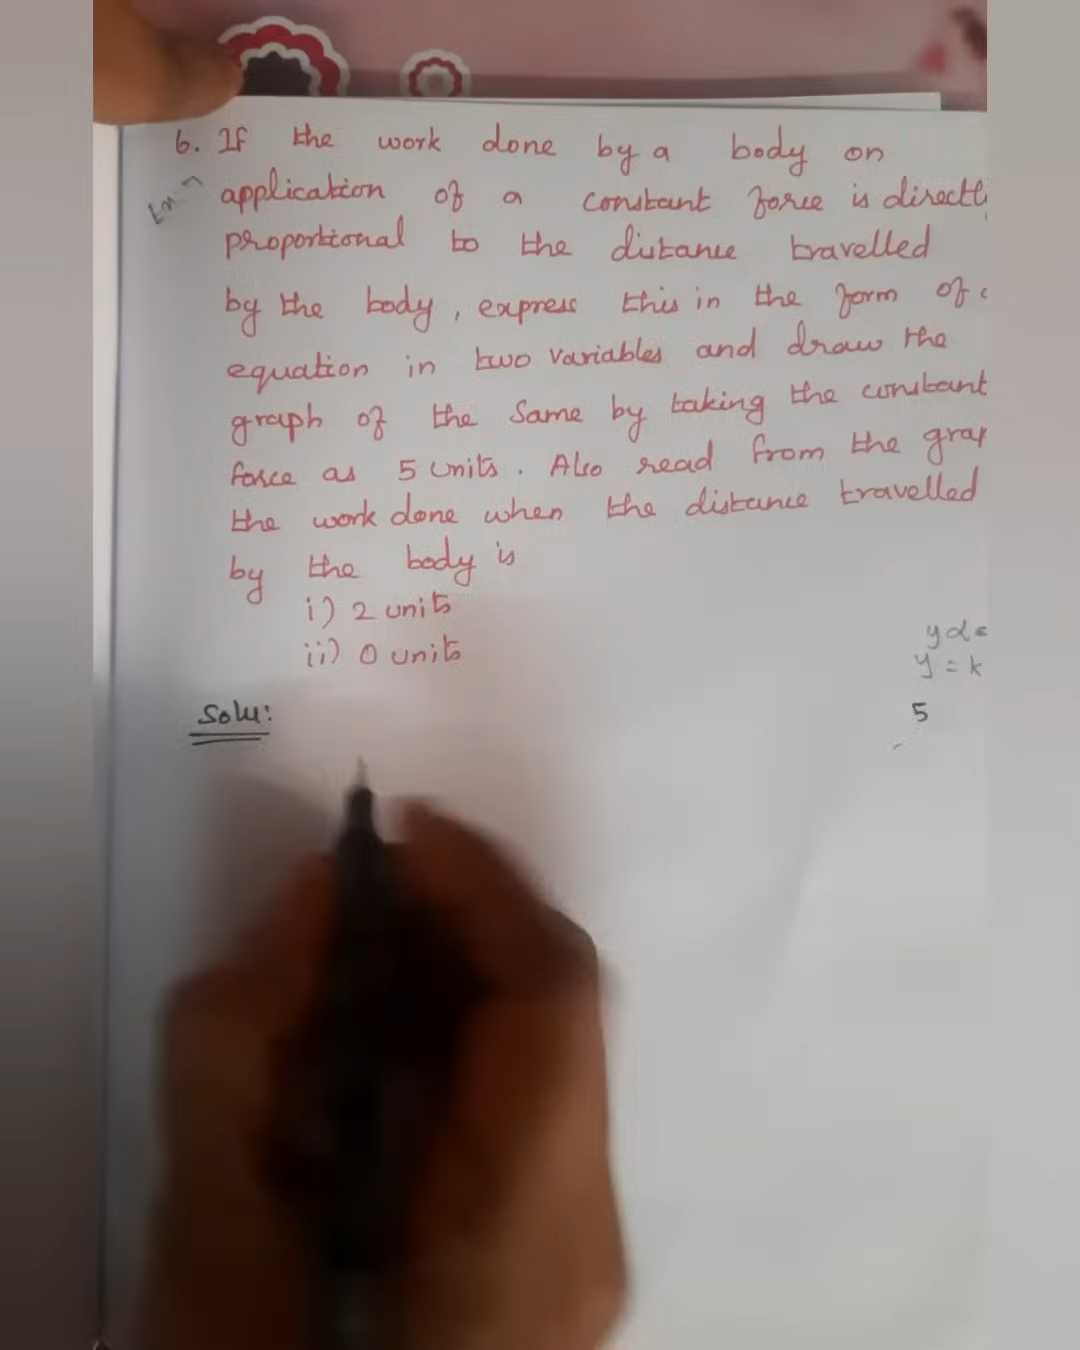 6. If the work done by a body on
application of a constant force is directly
proportional to the distance travelled
by the body, express this in the form of
equation in two variables and draw the
graph of the same by taking the constant
force as 5 units. Also read from the grap
the work done when the distance travelled
by the body is
i) 2 units
ii) 0 units
y ∝
y = k
5
Solu: